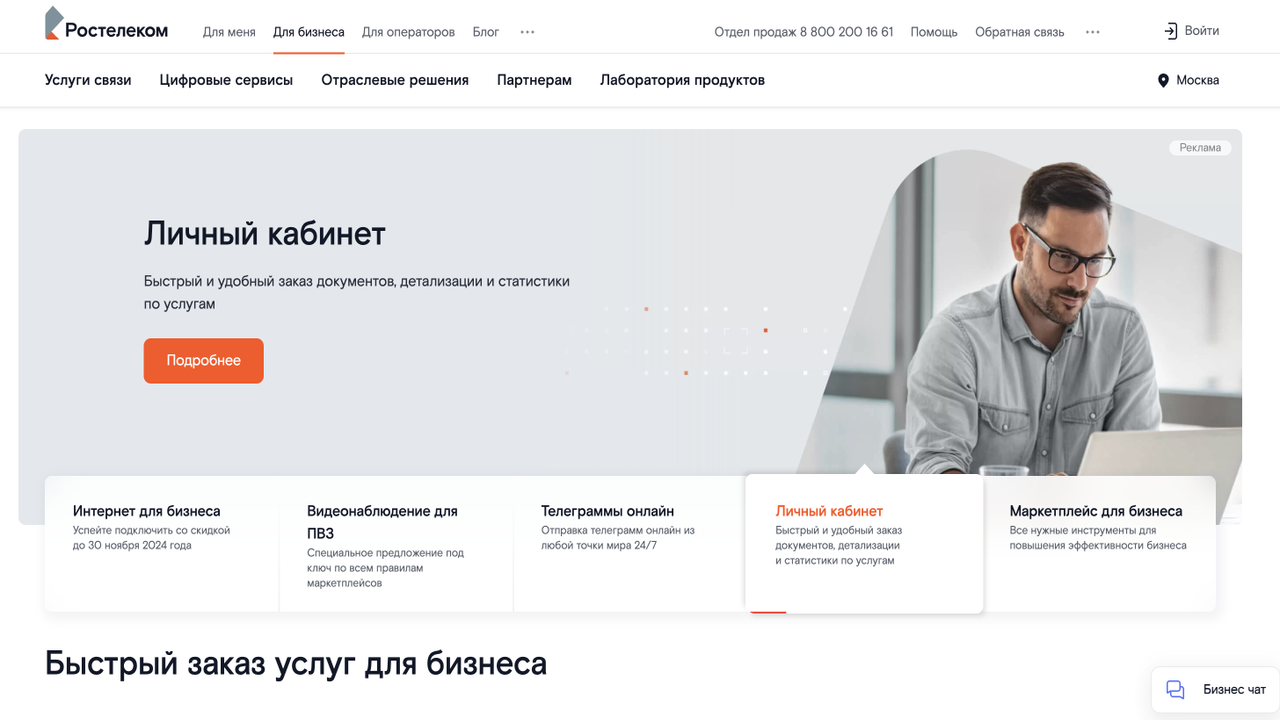 Ростелеком
Для меня
Для бизнеса
Для операторов
Блог
Отдел продаж 8 800 200 16 61
Помощь
Обратная связь
Войти
Услуги связи
Цифровые сервисы
Отраслевые решения
Партнерам
Лаборатория продуктов
Москва
Реклама
Личный кабинет
Быстрый и удобный заказ документов, детализации и статистики
по услугам
Подробнее
Интернет для бизнеса
Успейте подключить со скидкой
до 30 ноября 2024 года
Видеонаблюдение для
ПВЗ
Специальное предложение под
ключ по всем правилам
маркетплейсов
Телеграммы онлайн
Отправка телеграмм онлайн из
любой точки мира 24/7
Личный кабинет
Быстрый и удобный заказ
документов, детализации
и статистики по услугам
Маркетплейс для бизнеса
Все нужные инструменты для
повышения эффективности бизнеса
Быстрый заказ услуг для бизнеса
Бизнес чат